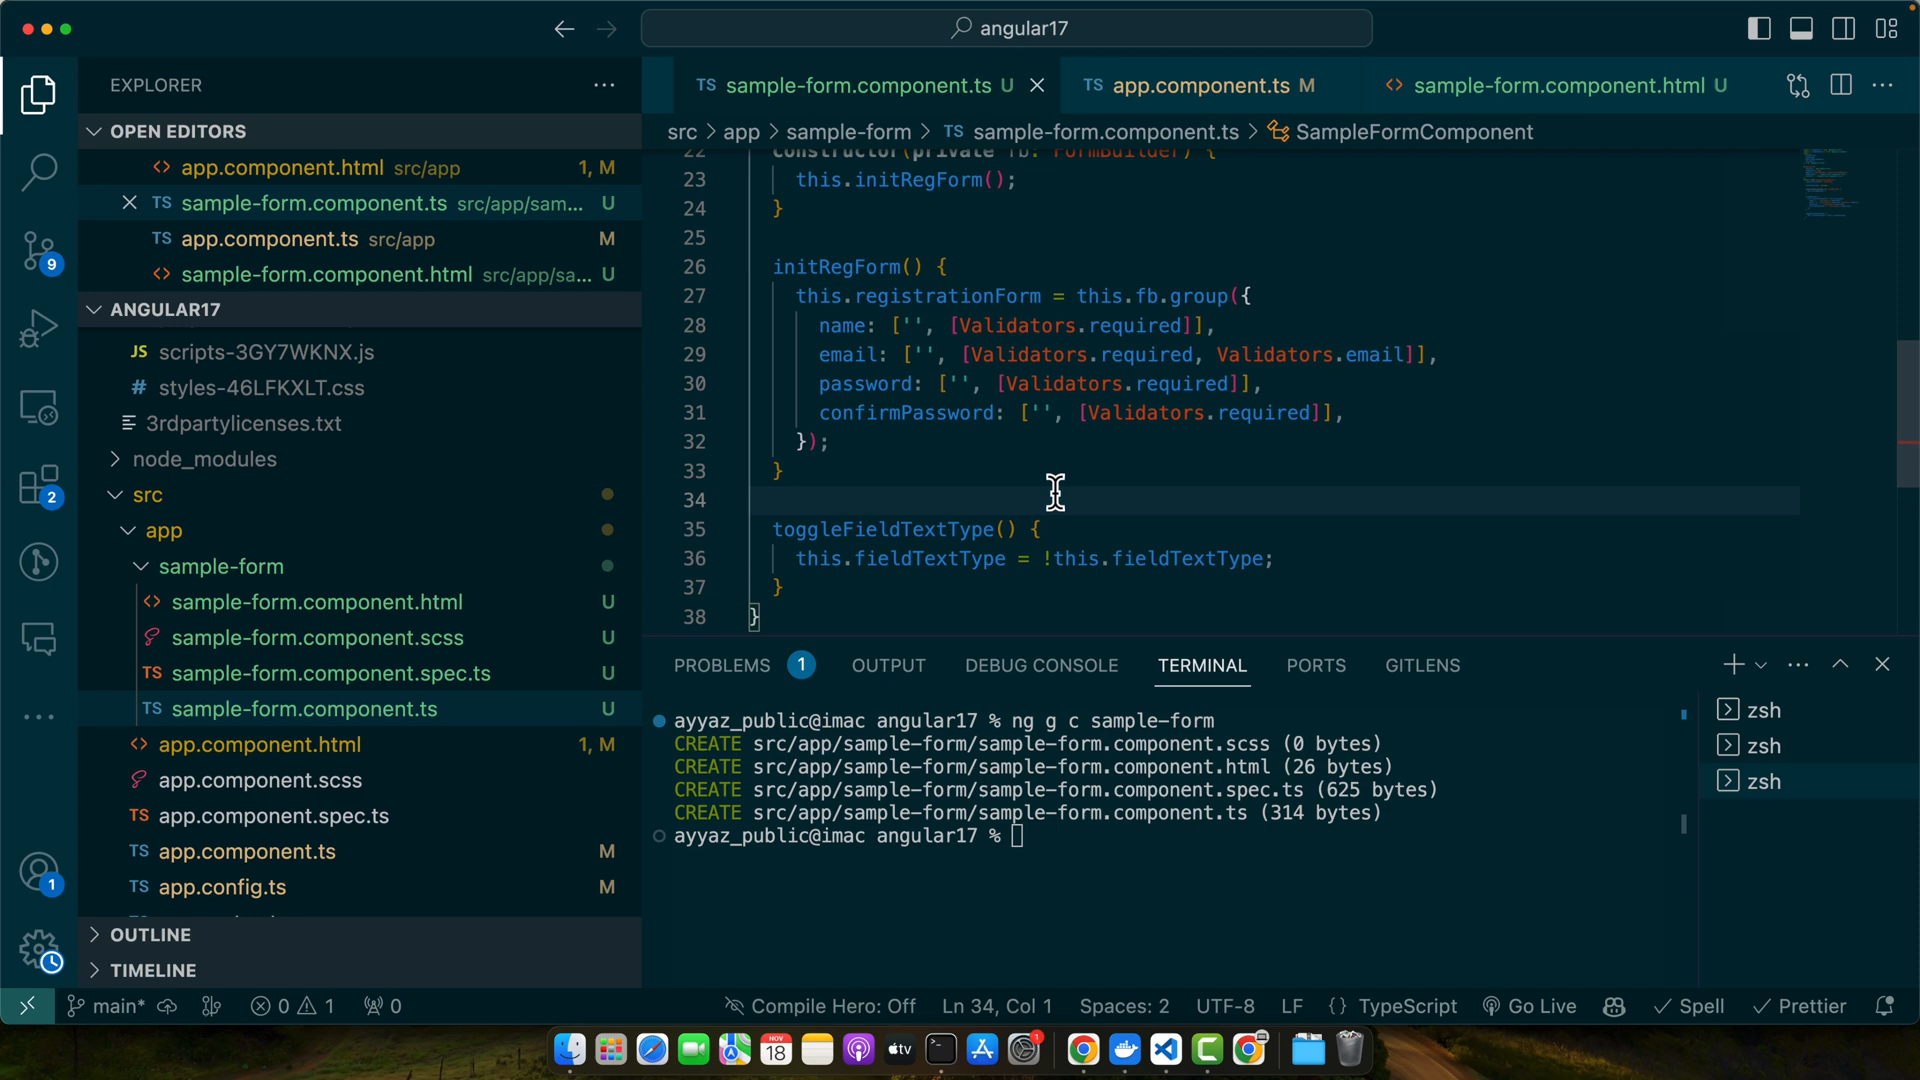 angular17
EXPLORER
OPEN EDITORS
app.component.html src/app 1, M
TS sample-form.component.ts src/app/sam... U
TS app.component.ts src/app M
sample-form.component.html src/app/sa... U
ANGULAR17
JS scripts-3GY7WKNX.js
# styles-46LFKXLT.css
3rdpartylicenses.txt
node_modules
src
app
sample-form
sample-form.component.html U
sample-form.component.scss U
TS sample-form.component.spec.ts U
TS sample-form.component.ts U
app.component.html 1, M
app.component.scss
TS app.component.spec.ts
TS app.component.ts M
TS app.config.ts M
OUTLINE
TIMELINE
9
2
1
TS sample-form.component.ts U
TS app.component.ts M
sample-form.component.html U
src > app > sample-form > TS sample-form.component.ts > SampleFormComponent
22 constructor(private fb: FormBuilder) {
23 this.initRegForm();
24 }
25
26 initRegForm() {
27 this.registrationForm = this.fb.group({
28 name: ['', [Validators.required]],
29 email: ['', [Validators.required, Validators.email]],
30 password: ['', [Validators.required]],
31 confirmPassword: ['', [Validators.required]],
32 });
33 }
34
35 toggleFieldTextType() {
36 this.fieldTextType = !this.fieldTextType;
37 }
38 }
PROBLEMS 1 OUTPUT DEBUG CONSOLE TERMINAL PORTS GITLENS
ayyaz_public@imac angular17 % ng g c sample-form
CREATE src/app/sample-form/sample-form.component.scss (0 bytes)
CREATE src/app/sample-form/sample-form.component.html (26 bytes)
CREATE src/app/sample-form/sample-form.component.spec.ts (625 bytes)
CREATE src/app/sample-form/sample-form.component.ts (314 bytes)
ayyaz_public@imac angular17 %
zsh
zsh
zsh
main* 0 1 0 Compile Hero: Off Ln 34, Col 1 Spaces: 2 UTF-8 LF {} TypeScript Go Live Spell Prettier
NOV
18
tv
1